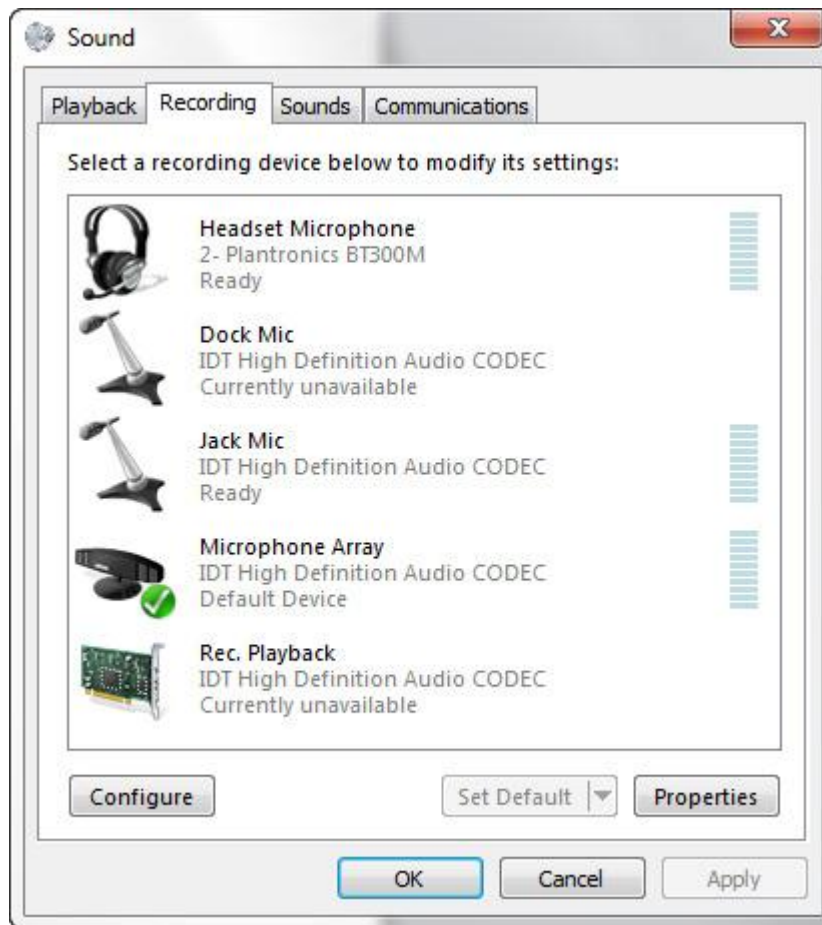 Sound
Playback Recording Sounds Communications
Select a recording device below to modify its settings:
Headset Microphone
2- Plantronics BT300M
Ready
Dock Mic
IDT High Definition Audio CODEC
Currently unavailable
Jack Mic
IDT High Definition Audio CODEC
Ready
Microphone Array
IDT High Definition Audio CODEC
Default Device
Rec. Playback
IDT High Definition Audio CODEC
Currently unavailable
Configure Set Default Properties
OK Cancel Apply